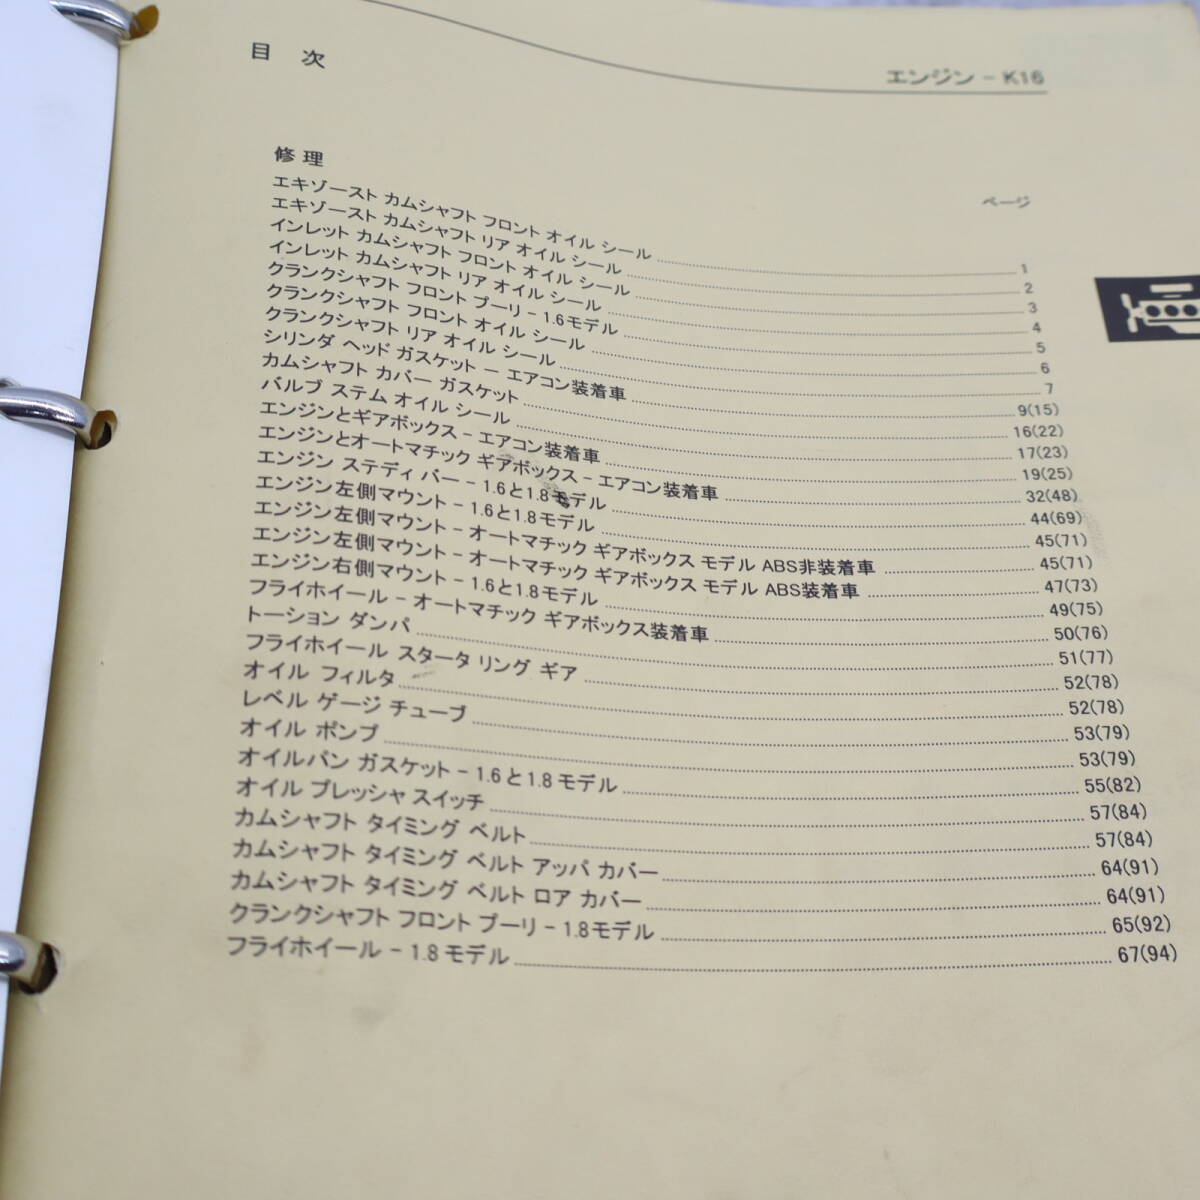 目 次
エンジン – K16
修理
ページ
エキゾースト カムシャフト フロント オイル シール 1
エキゾースト カムシャフト リア オイル シール 2
インレット カムシャフト フロント オイル シール 3
インレット カムシャフト リア オイル シール 4
クランクシャフト フロント プーリ – 1.6モデル 5
クランクシャフト フロント オイル シール 6
クランクシャフト リア オイル シール 7
シリンダ ヘッド ガスケット – エアコン装着車 9(15)
カムシャフト カバー ガスケット 16(22)
バルブ ステム オイル シール 17(23)
エンジンとギアボックス – エアコン装着車 19(25)
エンジンとオートマチック ギアボックス – エアコン装着車 32(48)
エンジン ステディ バー – 1.6と1.8モデル 44(69)
エンジン左側マウント – 1.6と1.8モデル 45(71)
エンジン左側マウント – オートマチック ギアボックス モデル ABS非装着車 45(71)
エンジン左側マウント – オートマチック ギアボックス モデル ABS装着車 47(73)
エンジン右側マウント – 1.6と1.8モデル 49(75)
フライホイール – オートマチック ギアボックス装着車 50(76)
トーション ダンパ 51(77)
フライホイール スタータ リング ギア 52(78)
オイル フィルタ 52(78)
レベル ゲージ チューブ 53(79)
オイル ポンプ 53(79)
オイルパン ガスケット – 1.6と1.8モデル 55(82)
オイル プレッシャ スイッチ 57(84)
カムシャフト タイミング ベルト 57(84)
カムシャフト タイミング ベルト アッパ カバー 64(91)
カムシャフト タイミング ベルト ロア カバー 64(91)
クランクシャフト フロント プーリ – 1.8モデル 65(92)
フライホイール – 1.8モデル 67(94)